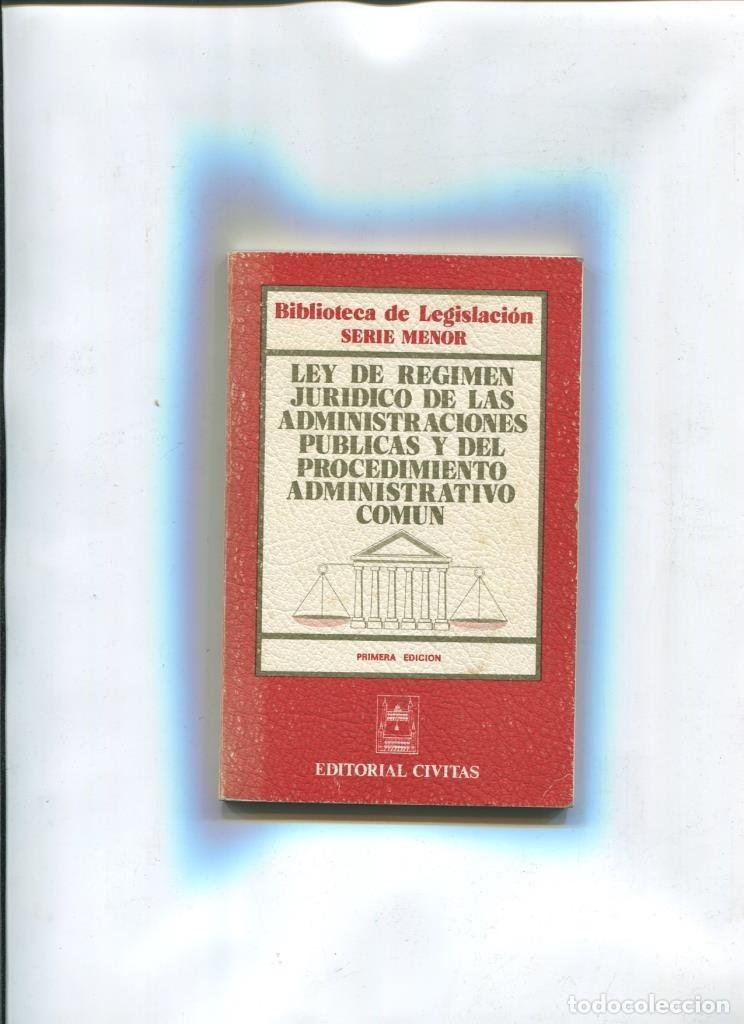 Biblioteca de Legislación
SERIE MENOR
LEY DE REGIMEN
JURIDICO DE LAS
ADMINISTRACIONES
PUBLICAS Y DEL
PROCEDIMIENTO
ADMINISTRATIVO
COMUN
PRIMERA EDICION
EDITORIAL CIVITAS
todocoleccion